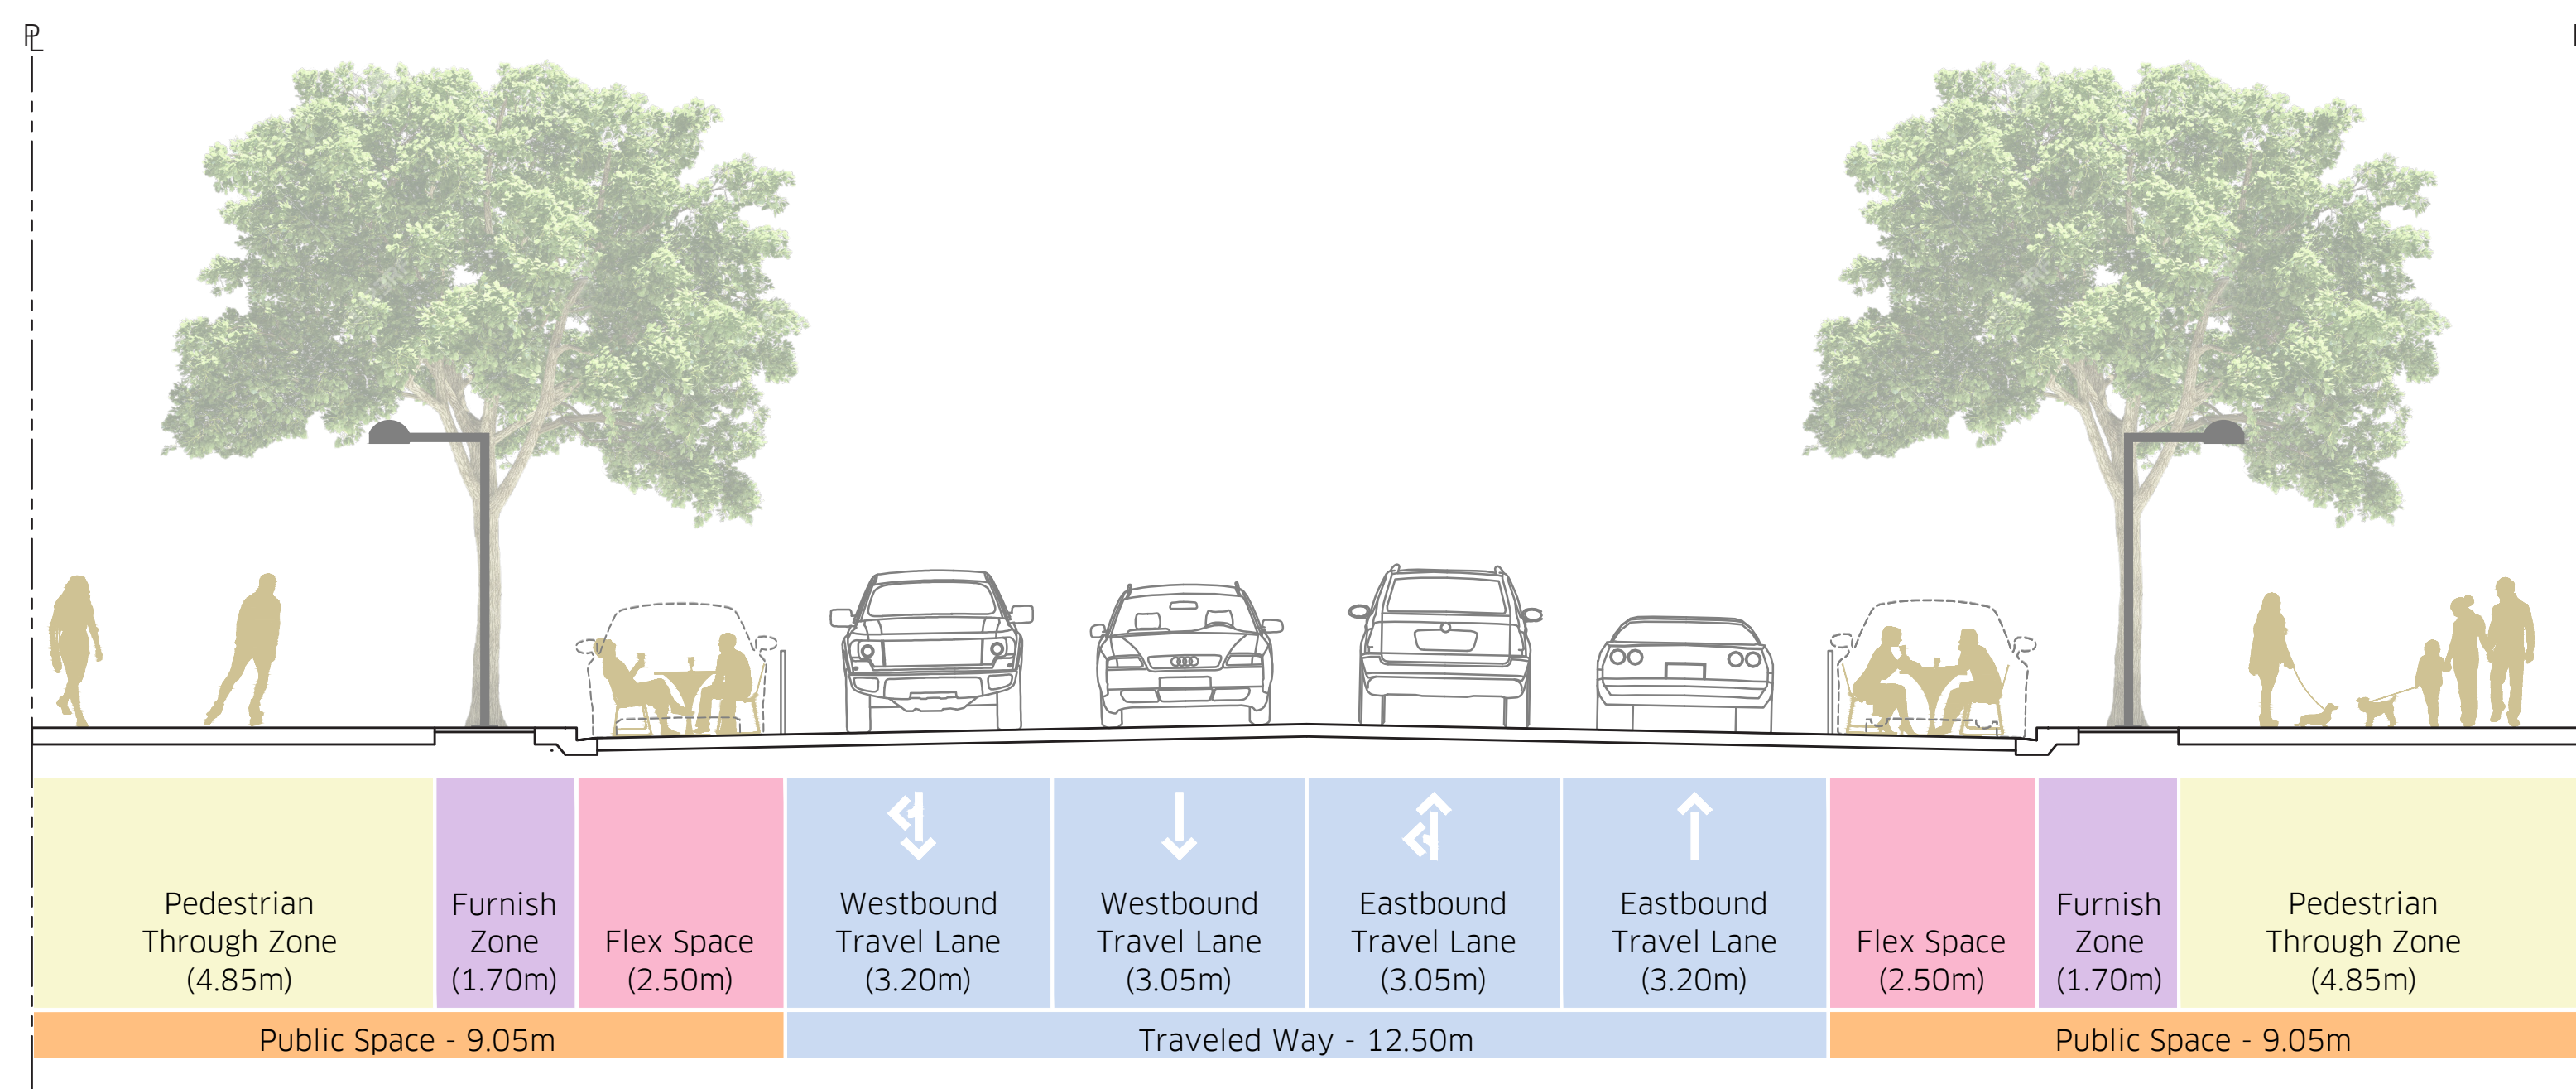 PL
Pedestrian
Through Zone
(4.85m)
Furnish
Zone
(1.70m)
Flex Space
(2.50m)
Westbound
Travel Lane
(3.20m)
Westbound
Travel Lane
(3.05m)
Eastbound
Travel Lane
(3.05m)
Eastbound
Travel Lane
(3.20m)
Flex Space
(2.50m)
Furnish
Zone
(1.70m)
Pedestrian
Through Zone
(4.85m)
Public Space - 9.05m
Traveled Way - 12.50m
Public Space - 9.05m